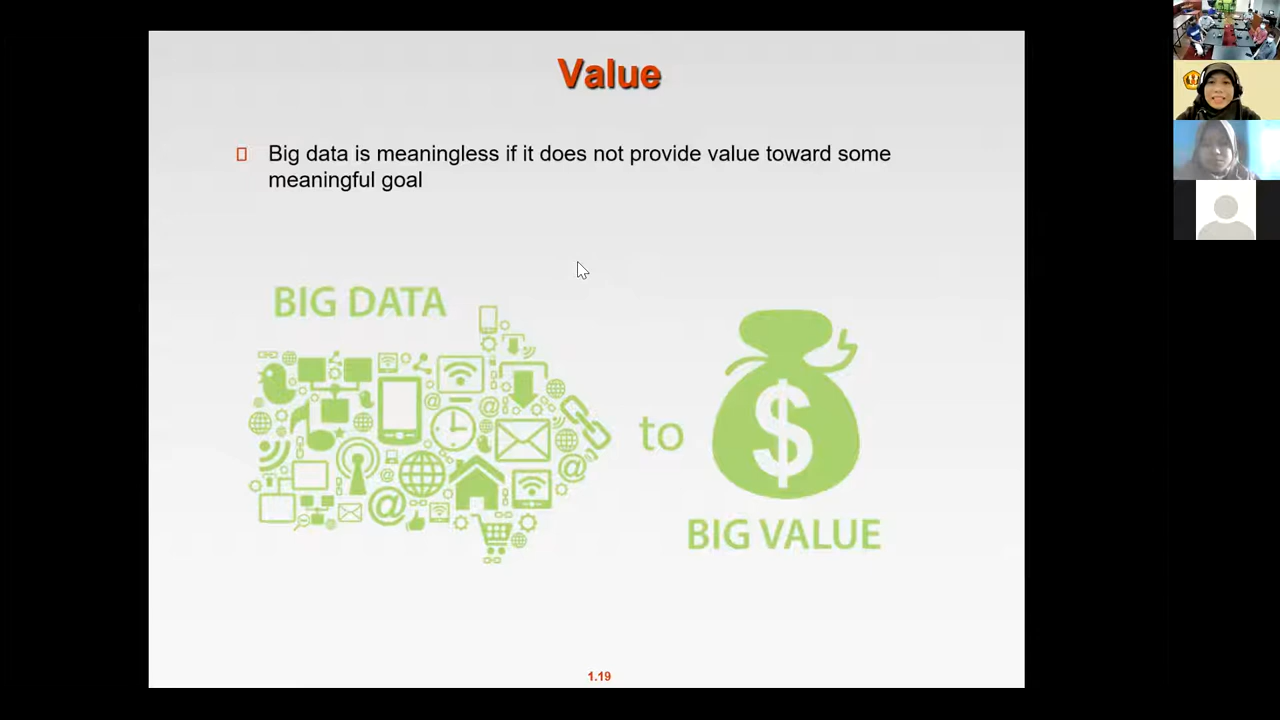 Value
Big data is meaningless if it does not provide value toward some
meaningful goal
BIG DATA
to
$
BIG VALUE
1.19